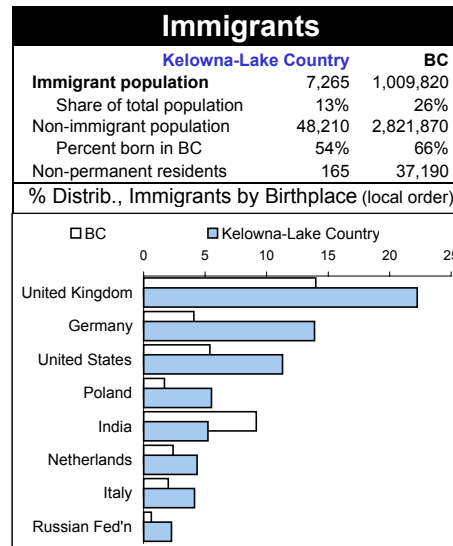 Immigrants
Kelowna-Lake Country BC
Immigrant population 7,265 1,009,820
Share of total population 13% 26%
Non-immigrant population 48,210 2,821,870
Percent born in BC 54% 66%
Non-permanent residents 165 37,190
% Distrib., Immigrants by Birthplace (local order)
BC Kelowna-Lake Country
0 5 10 15 20 25
United Kingdom
Germany
United States
Poland
India
Netherlands
Italy
Russian Fed'n